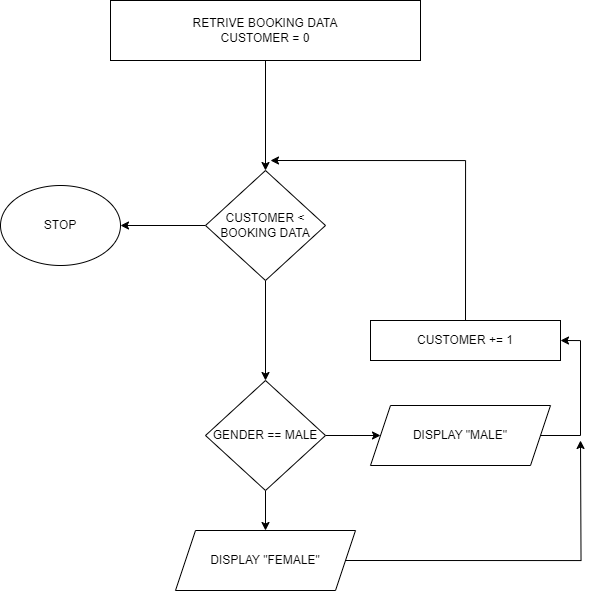 RETRIVE BOOKING DATA
CUSTOMER = 0
CUSTOMER <
BOOKING DATA
STOP
CUSTOMER += 1
GENDER == MALE
DISPLAY "MALE"
DISPLAY "FEMALE"